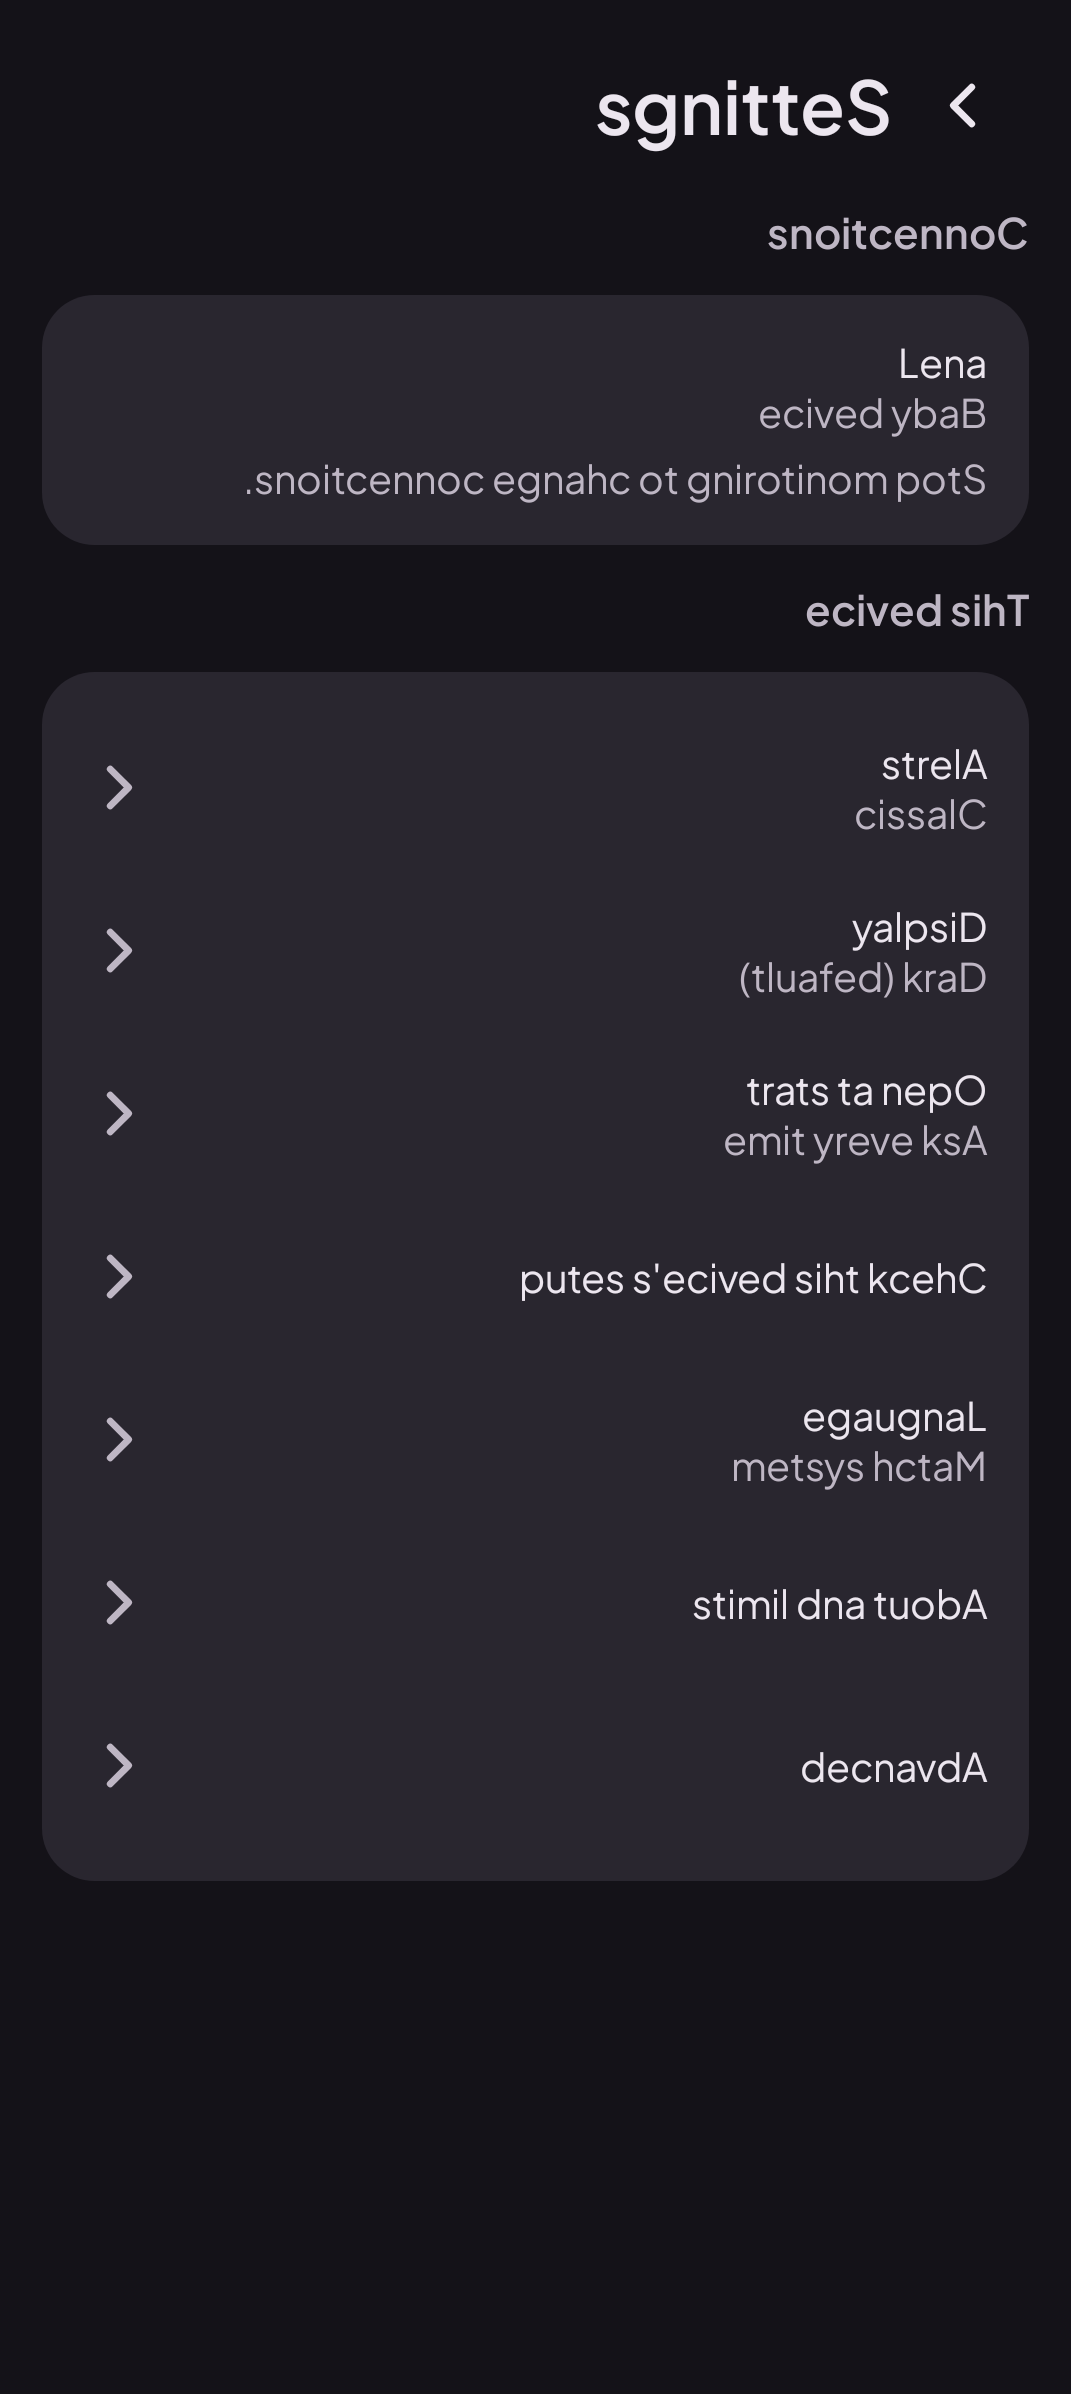 sgnitteS
snoitcennoC
Lena
ecived ybaB
.snoitcennoc egnahc ot gnirotinom potS
ecived sihT
strelA
cissalC
yalpsiD
(tluafed) kraD
trats ta nepO
emit yreve ksA
putes s'ecived siht kcehC
egaugnaL
metsys hctaM
stimil dna tuobA
decnavdA